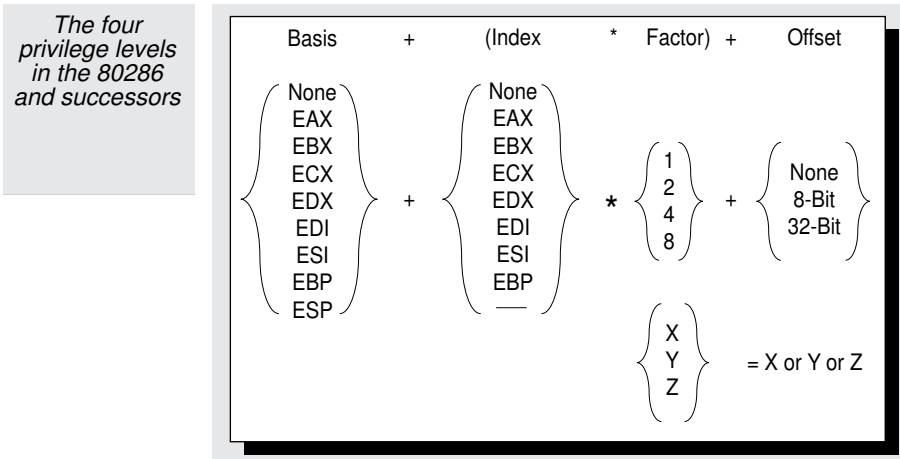 The four
privilege levels
in the 80286
and successors
Basis + (Index * Factor) + Offset
None None
EAX EAX
EBX EBX
ECX ECX 1 None
EDX + EDX * 2 + 8-Bit
EDI EDI 4 32-Bit
ESI ESI 8
EBP EBP
ESP —
X
Y = X or Y or Z
Z